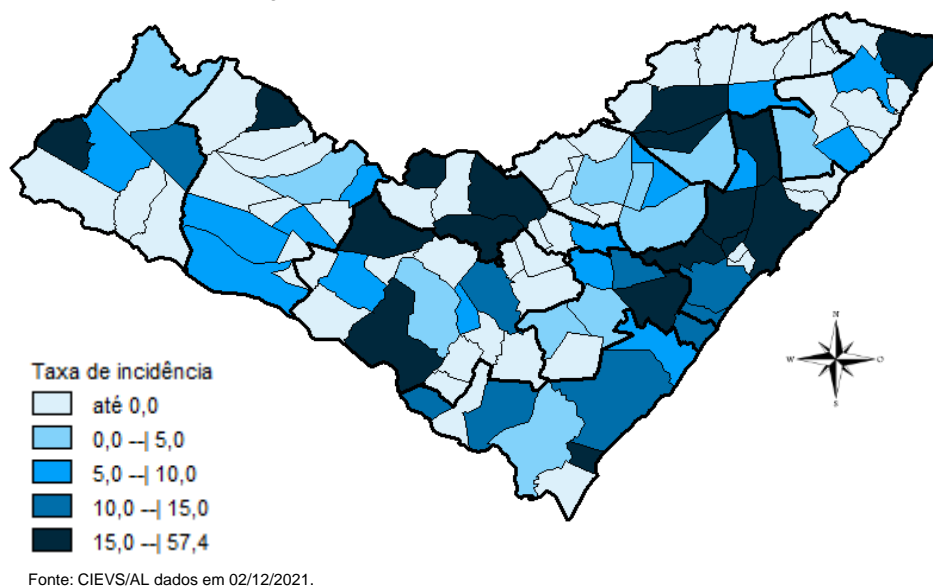 N
W
O
S
Taxa de incidência
até 0,0
0,0 --| 5,0
5,0 --| 10,0
10,0 --| 15,0
15,0 --| 57,4
Fonte: CIEVS/AL dados em 02/12/2021.